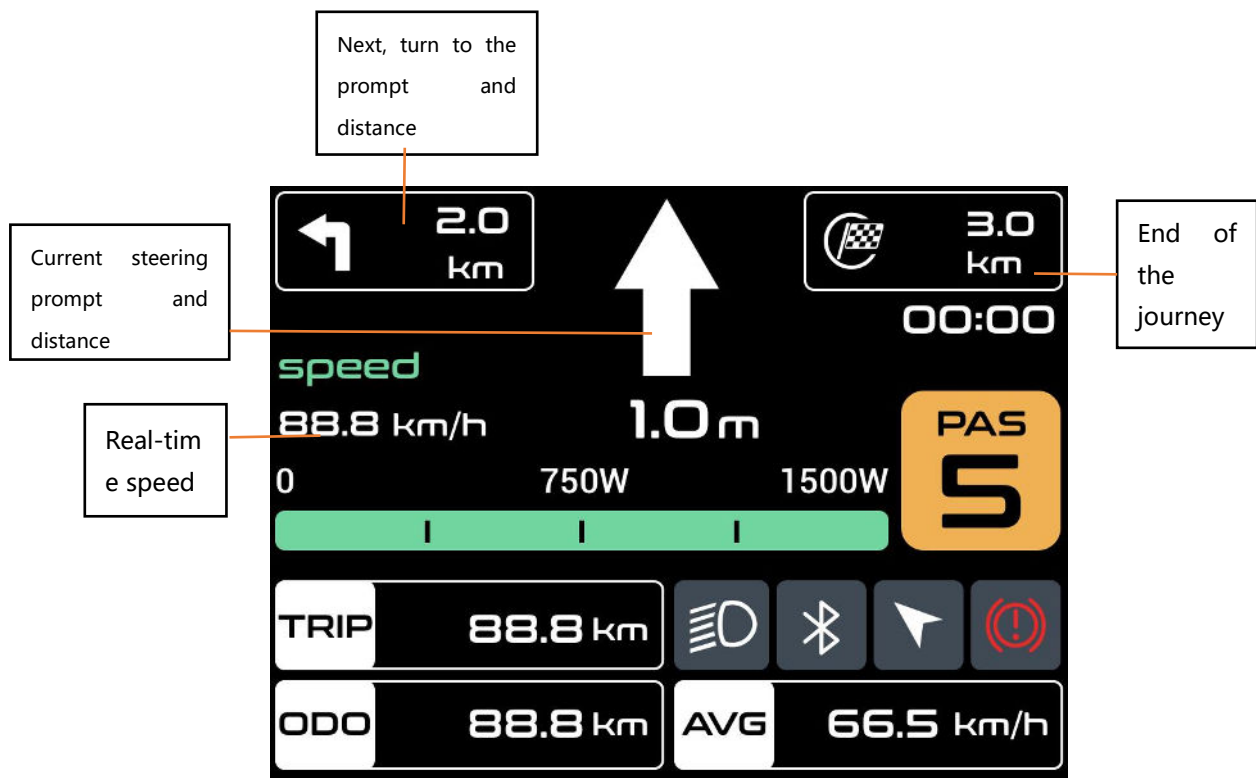 Next, turn to the
prompt and
distance
2.0
km
3.0
km
End of
the
journey
Current steering
prompt and
distance
00:00
speed
88.8 km/h
1.0 m
Real-tim
e speed
PAS
5
0 750W 1500W
TRIP 88.8 km
ODO 88.8 km
AVG 66.5 km/h